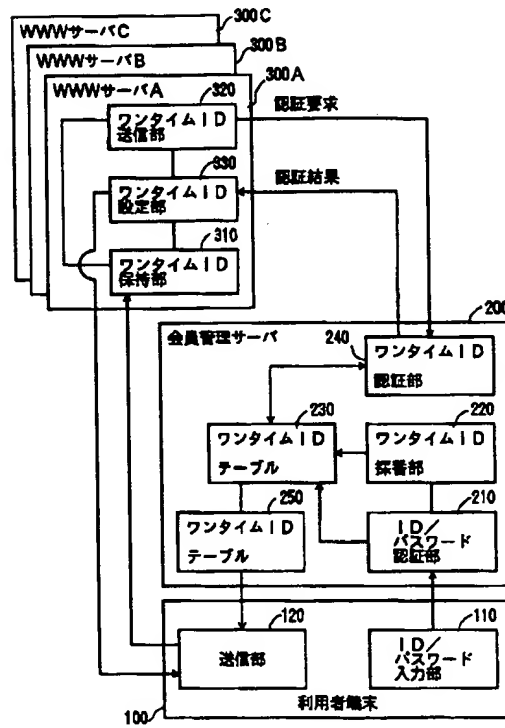 WWWサーバC
300C
WWWサーバB
300B
WWWサーバA
300A
320
ワンタイムID
送信部
認証要求
330
ワンタイムID
設定部
認証結果
310
ワンタイムID
保持部
200
会員管理サーバ
240
ワンタイムID
認証部
230
ワンタイムID
テーブル
220
ワンタイムID
採番部
250
ワンタイムID
テーブル
210
ID/
パスワード
認証部
120
送信部
110
ID/
パスワード
入力部
100
利用者端末